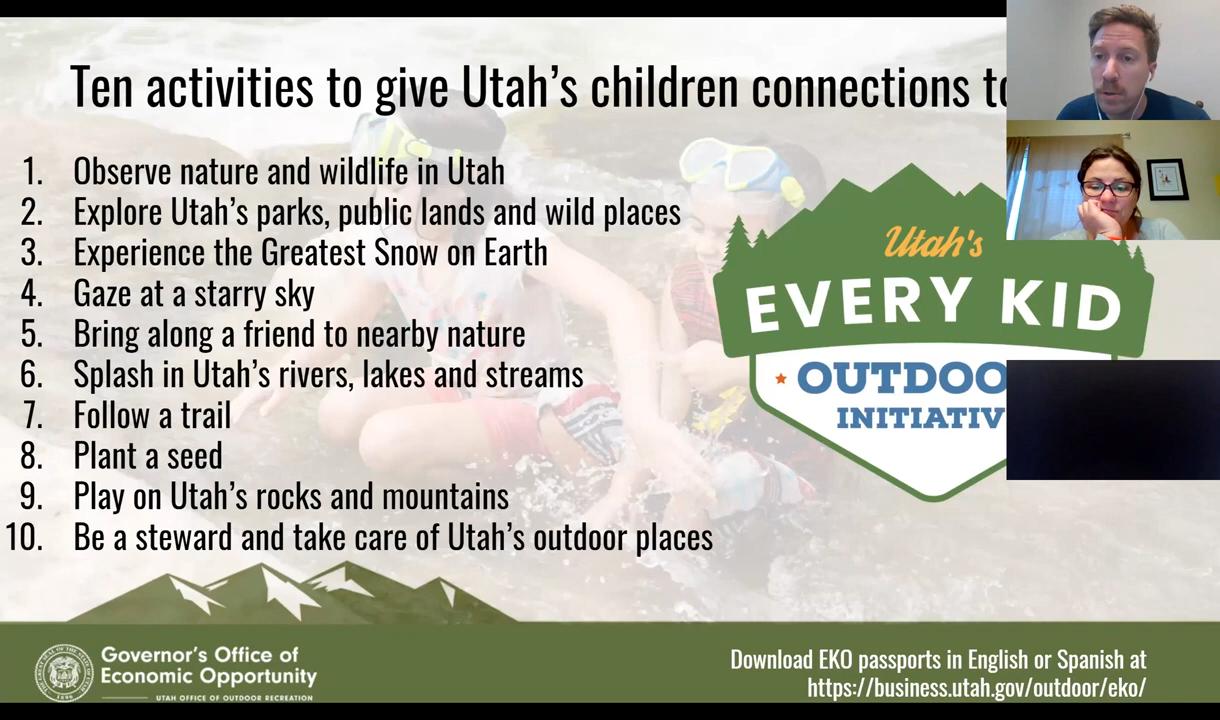 Ten activities to give Utah's children connections to
1. Observe nature and wildlife in Utah
2. Explore Utah's parks, public lands and wild places
3. Experience the Greatest Snow on Earth
4. Gaze at a starry sky
5. Bring along a friend to nearby nature
6. Splash in Utah's rivers, lakes and streams
7. Follow a trail
8. Plant a seed
9. Play on Utah's rocks and mountains
10. Be a steward and take care of Utah's outdoor places
Utah's
EVERY KID
OUTDOO
INITIATIV
Governor's Office of
Economic Opportunity
UTAH OFFICE OF OUTDOOR RECREATION
Download EKO passports in English or Spanish at
https://business.utah.gov/outdoor/eko/